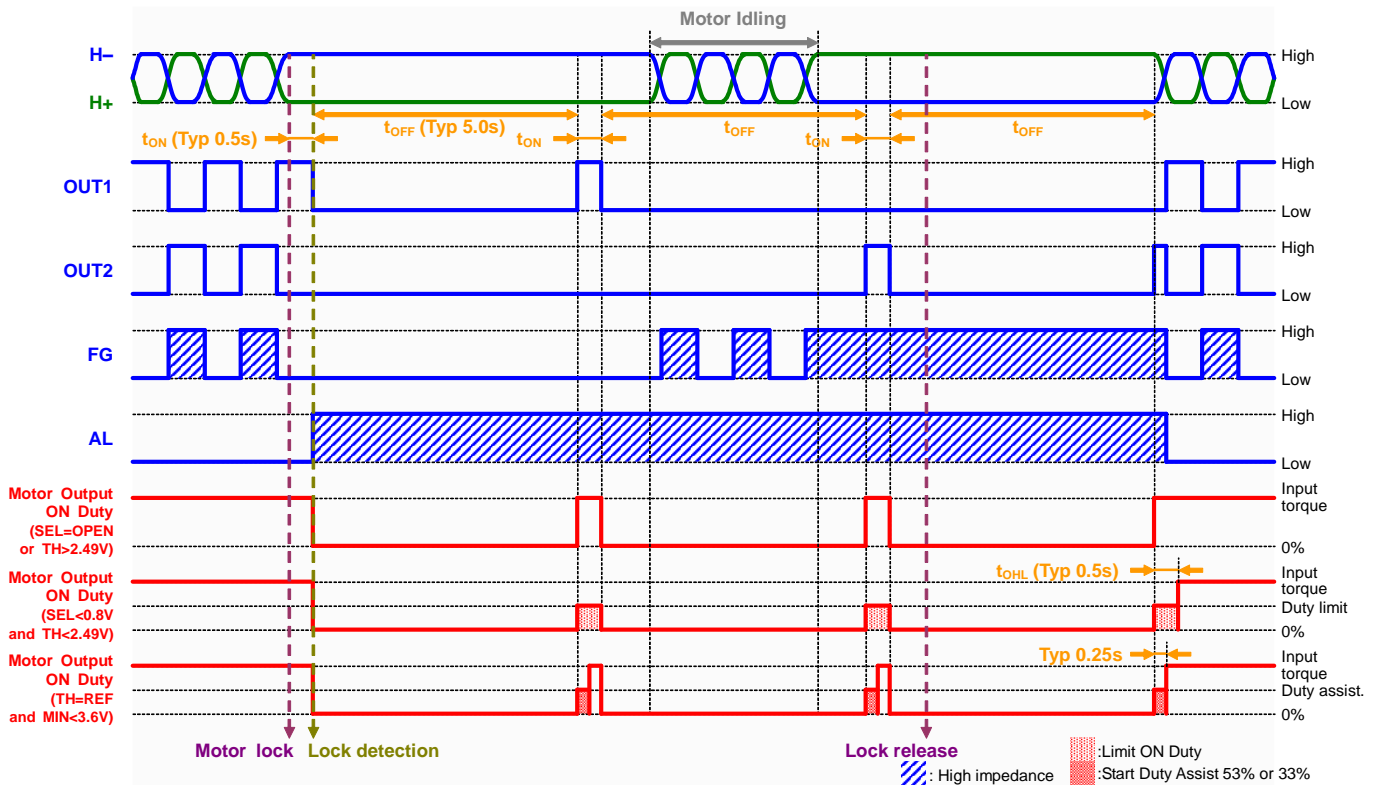 Motor Idling
H–
High
H+
Low
tOFF (Typ 5.0s)
tOFF
tOFF
tON (Typ 0.5s)
tON
tON
OUT1
High
Low
OUT2
High
Low
FG
High
Low
AL
High
Low
Motor Output
ON Duty
(SEL=OPEN
or TH>2.49V)
Input
torque
0%
Motor Output
ON Duty
(SEL<0.8V
and TH<2.49V)
tOHL (Typ 0.5s)
Input
torque
Duty limit
0%
Motor Output
ON Duty
(TH=REF
and MIN<3.6V)
Typ 0.25s
Input
torque
Duty assist.
0%
Motor lock
Lock detection
Lock release
: High impedance
:Limit ON Duty
:Start Duty Assist 53% or 33%